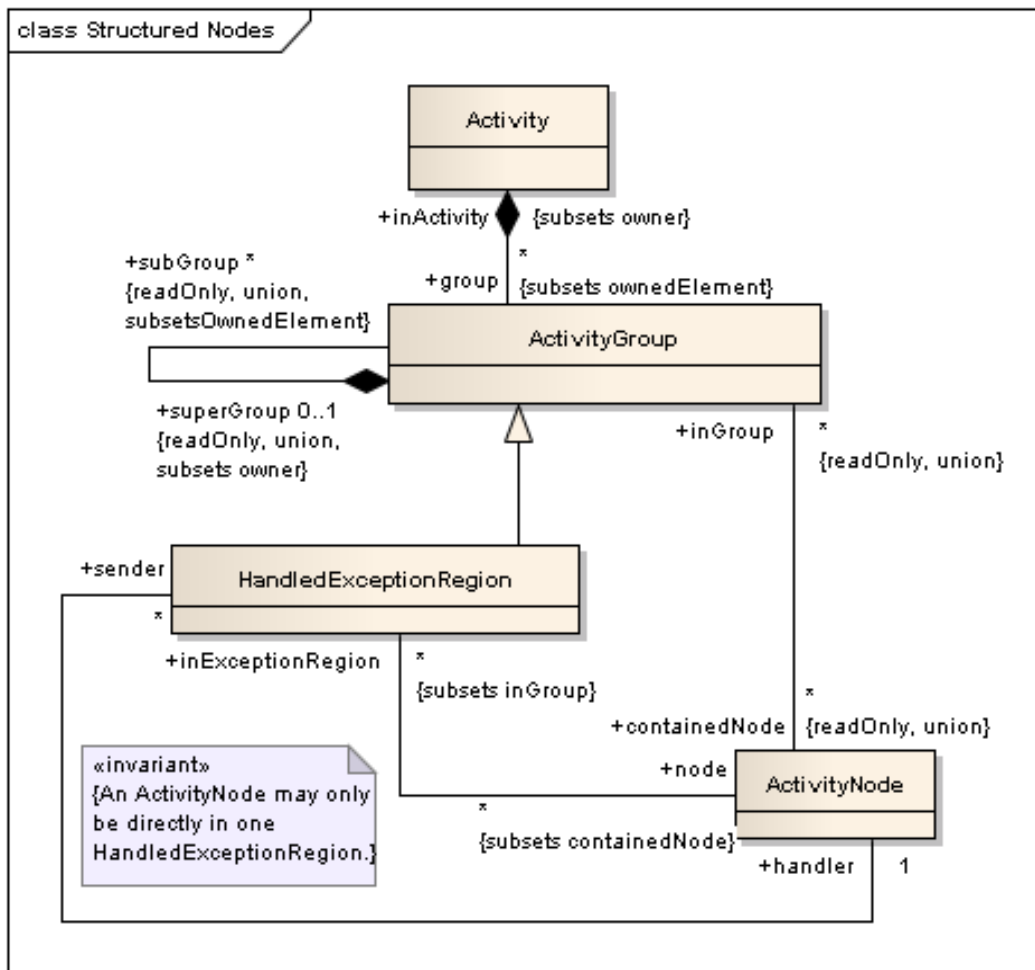 class Structured Nodes
Activity
+inActivity
{subsets owner}
+subGroup *
{readOnly, union,
subsetsOwnedElement}
*
+group
{subsets ownedElement}
ActivityGroup
+superGroup 0..1
{readOnly, union,
subsets owner}
+inGroup
*
{readOnly, union}
+sender
HandledExceptionRegion
*
+inExceptionRegion
*
{subsets inGroup}
*
+containedNode
{readOnly, union}
«invariant»
{An ActivityNode may only
be directly in one
HandledExceptionRegion.}
+node
ActivityNode
*
{subsets containedNode}
+handler
1